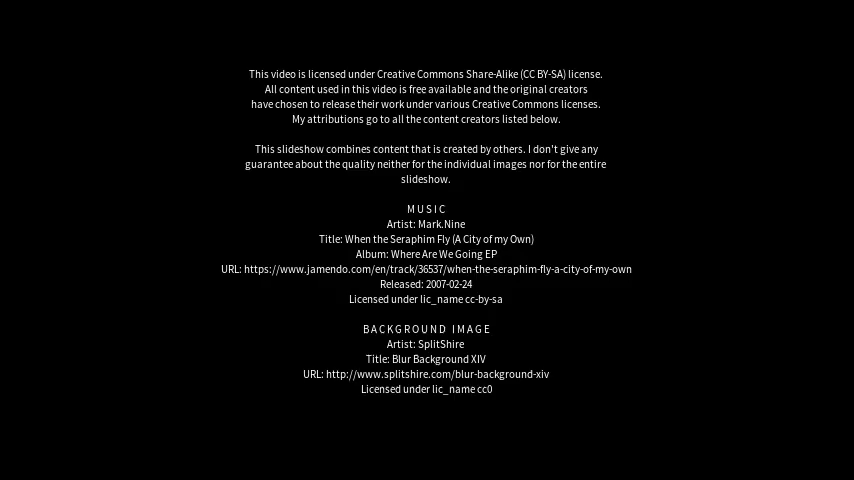 This video is licensed under Creative Commons Share-Alike (CC BY-SA) license.
All content used in this video is free available and the original creators
have chosen to release their work under various Creative Commons licenses.
My attributions go to all the content creators listed below.
This slideshow combines content that is created by others. I don't give any
guarantee about the quality neither for the individual images nor for the entire
slideshow.
MUSIC
Artist: Mark.Nine
Title: When the Seraphim Fly (A City of my Own)
Album: Where Are We Going EP
URL: https://www.jamendo.com/en/track/36537/when-the-seraphim-fly-a-city-of-my-own
Released: 2007-02-24
Licensed under lic_name cc-by-sa
BACKGROUND IMAGE
Artist: SplitShire
Title: Blur Background XIV
URL: http://www.splitshire.com/blur-background-xiv
Licensed under lic_name cc0